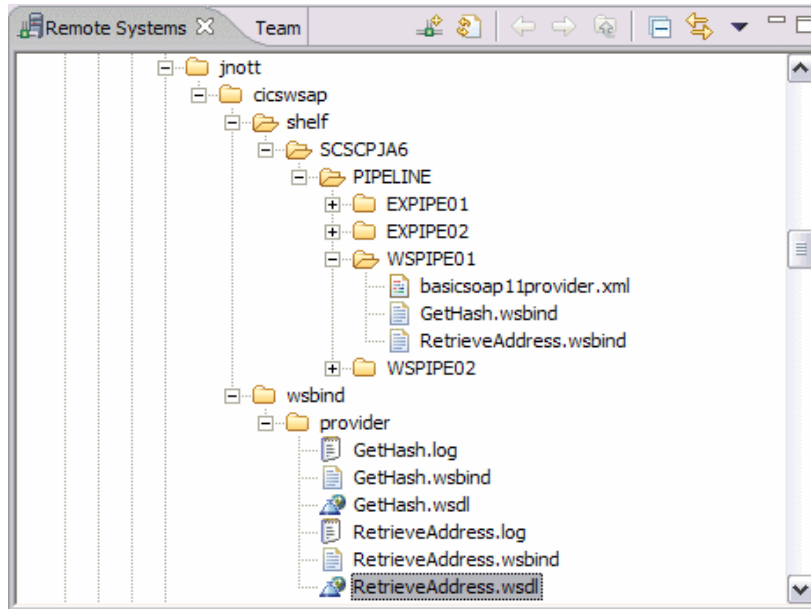 Remote Systems Team
jnott
cicswsap
shelf
SCSCPJA6
PIPELINE
EXPIPE01
EXPIPE02
WSPIPE01
basicsoap11provider.xml
GetHash.wsbind
RetrieveAddress.wsbind
WSPIPE02
wsbind
provider
GetHash.log
GetHash.wsbind
GetHash.wsdl
RetrieveAddress.log
RetrieveAddress.wsbind
RetrieveAddress.wsdl